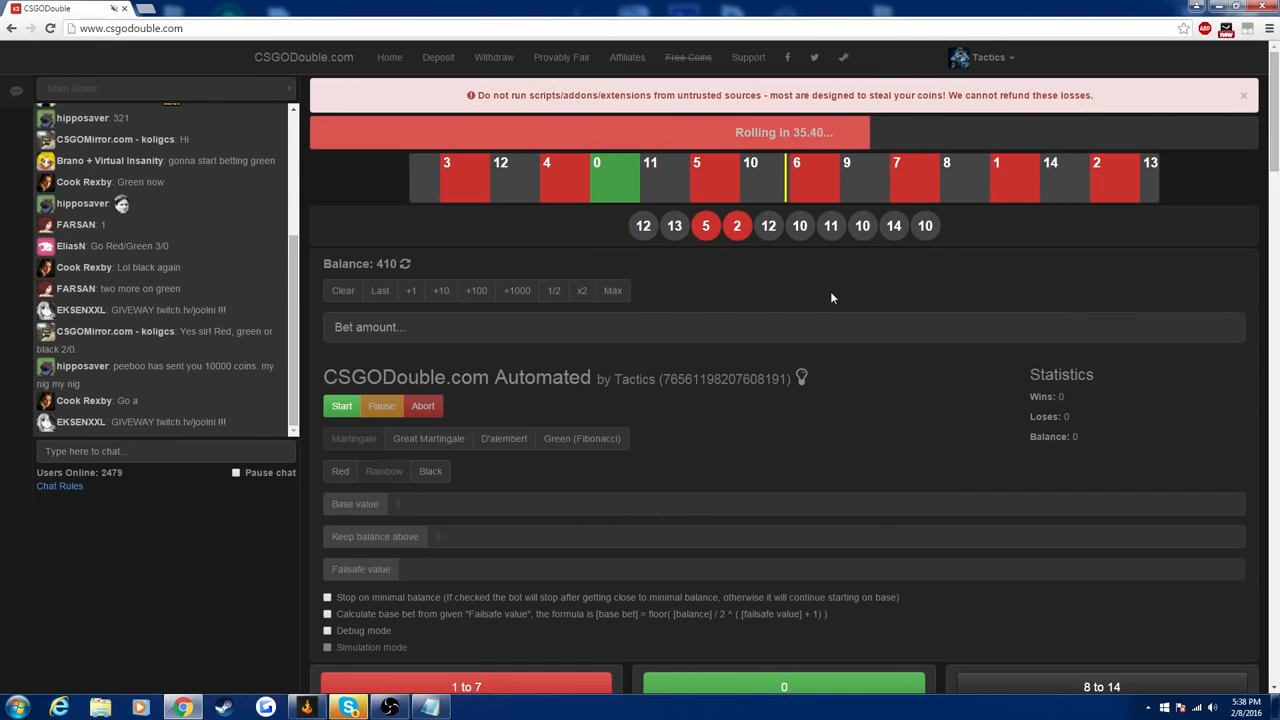 CSGODouble
www.csgodouble.com
CSGODouble.com Home Deposit Withdraw Provably Fair Affiliates Free Coins Support Tactics
Main Room
hipposaver: 321
CSGOMirror.com - koligcs: Hi
Brano + Virtual Insanity: gonna start betting green
Cook Rexby: Green now
hipposaver:
FARSAN: 1
EliasN: Go Red/Green 3/0
Cook Rexby: Lol black again
FARSAN: two more on green
EKSENXXL: GIVEWAY twitch.tv/joolni !!!
CSGOMirror.com - koligcs: Yes sir! Red, green or
black 2/0.
hipposaver: peeboo has sent you 10000 coins. my
nig my nig
Cook Rexby: Go a
EKSENXXL: GIVEWAY twitch.tv/joolni !!!
Type here to chat...
Users Online: 2479 Pause chat
Chat Rules
Do not run scripts/addons/extensions from untrusted sources - most are designed to steal your coins! We cannot refund these losses. ×
Rolling in 35.40...
3 12 4 0 11 5 10 6 9 7 8 1 14 2 13
12 13 5 2 12 10 11 10 14 10
Balance: 410
Clear Last +1 +10 +100 +1000 1/2 x2 Max
Bet amount...
CSGODouble.com Automated by Tactics (76561198207608191)
Start Pause Abort
Martingale Great Martingale D'alembert Green (Fibonacci)
Red Rainbow Black
Base value
Keep balance above 0
Failsafe value
Stop on minimal balance (If checked the bot will stop after getting close to minimal balance, otherwise it will continue starting on base)
Calculate base bet from given "Failsafe value", the formula is [base bet] = floor( [balance] / 2 ^ ( [failsafe value] + 1) )
Debug mode
Simulation mode
Statistics
Wins: 0
Loses: 0
Balance: 0
1 to 7 0 8 to 14
5:38 PM
2/8/2016